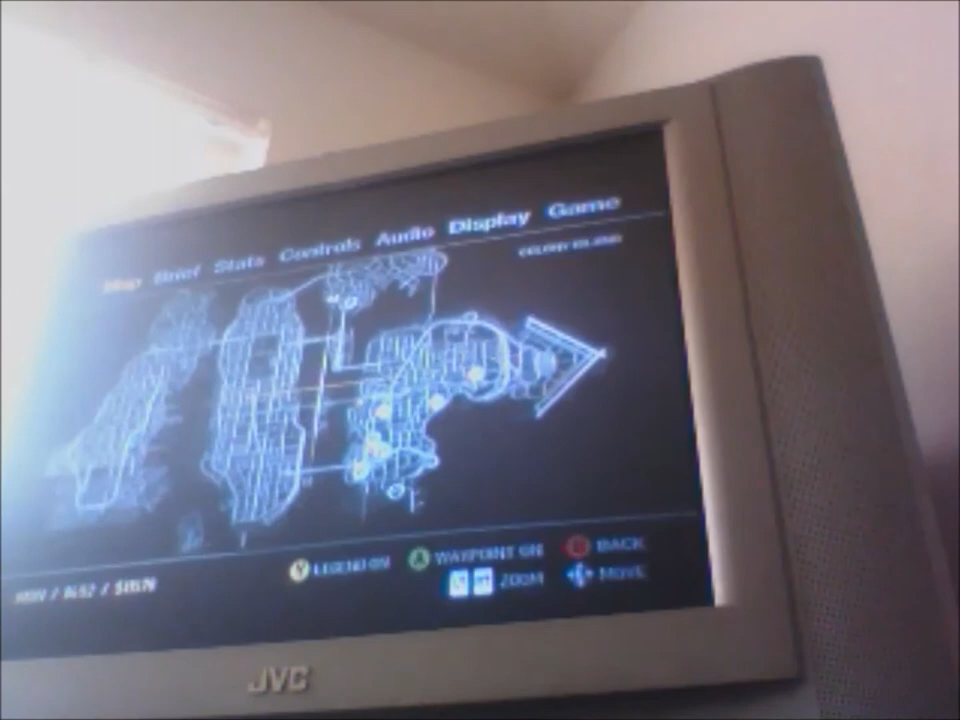 Map Brief Stats Controls Audio Display Game
Y LEGEND ON
A WAYPOINT ON
BACK
ZOOM
MOVE
JVC